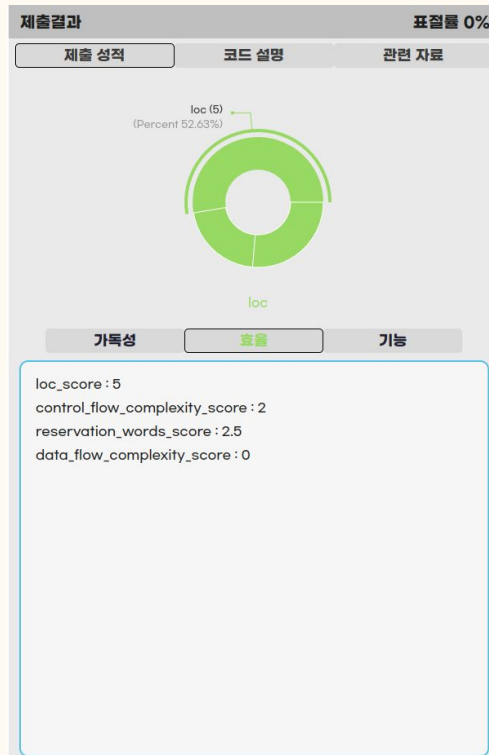 제출결과 표절률 0%
제출 성적 코드 설명 관련 자료
loc (5)
(Percent 52.63%)
loc
가독성 효율 기능
loc_score : 5
control_flow_complexity_score : 2
reservation_words_score : 2.5
data_flow_complexity_score : 0